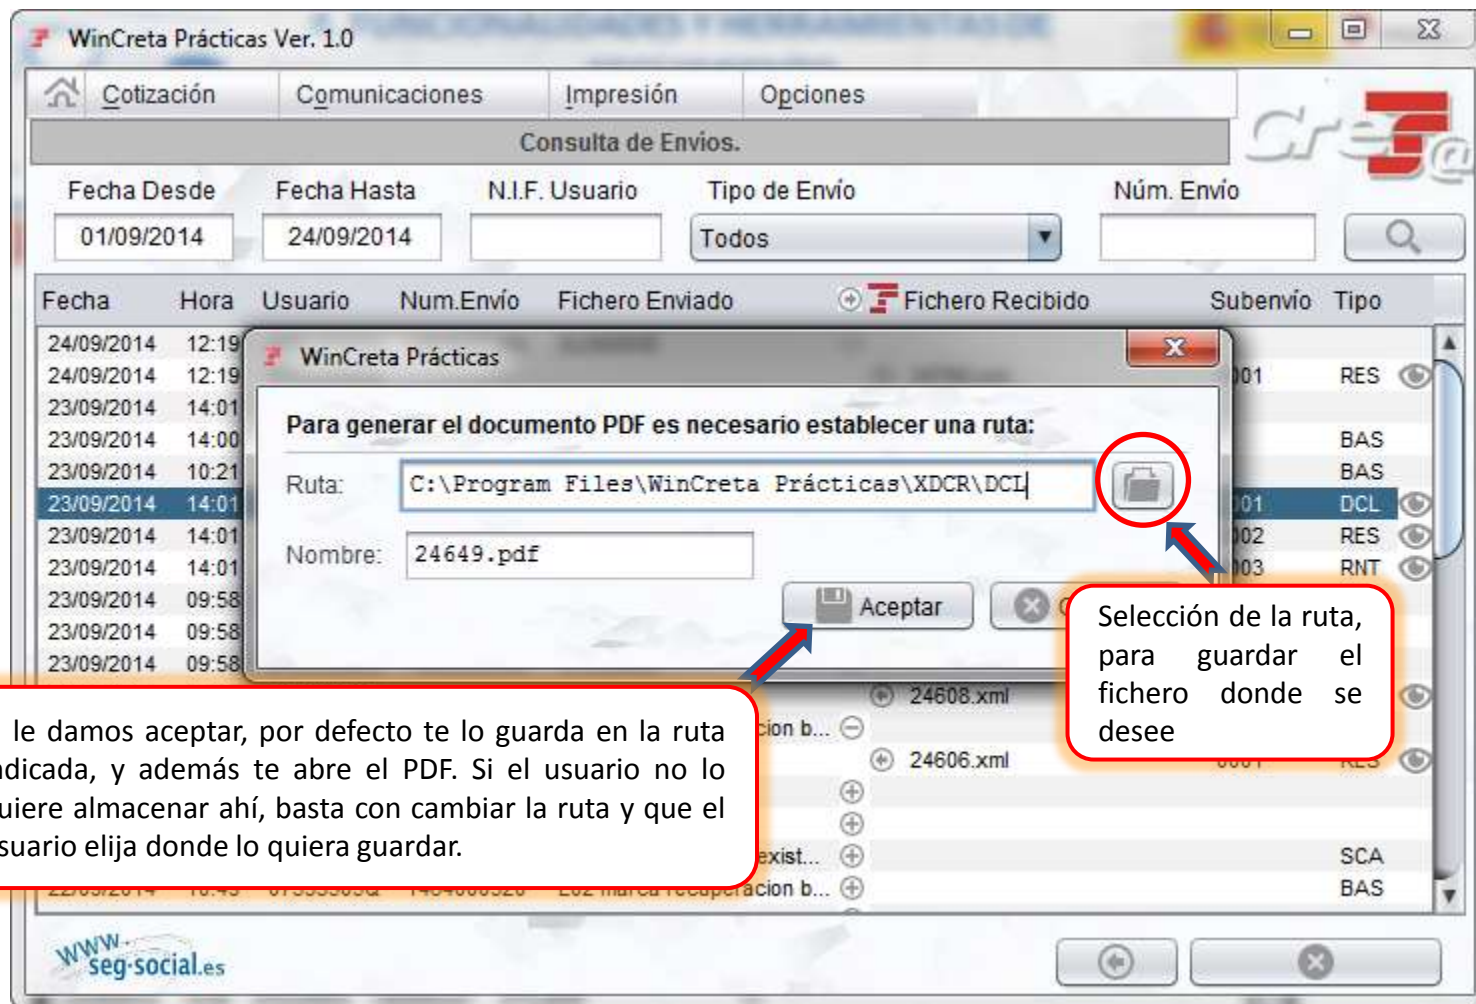 WinCreta Prácticas Ver. 1.0
Cotización Comunicaciones Impresión Opciones
Consulta de Envios.
Fecha Desde Fecha Hasta N.I.F. Usuario Tipo de Envío Núm. Envío
01/09/2014 24/09/2014 Todos
Fecha Hora Usuario Num.Envío Fichero Enviado Fichero Recibido Subenvío Tipo
24/09/2014 12:19
24/09/2014 12:19 001 RES
23/09/2014 14:01
23/09/2014 14:00 BAS
23/09/2014 10:21 BAS
23/09/2014 14:01 001 DCL
23/09/2014 14:01 002 RES
23/09/2014 14:01 003 RNT
23/09/2014 09:58
23/09/2014 09:58
23/09/2014 09:58
WinCreta Prácticas
Para generar el documento PDF es necesario establecer una ruta:
Ruta: C:\Program Files\WinCreta Prácticas\XDCR\DCL
Nombre: 24649.pdf
Aceptar
Selección de la ruta,
para guardar el
fichero donde se
desee
24608.xml
cion b...
24606.xml
le damos aceptar, por defecto te lo guarda en la ruta
ndicada, y además te abre el PDF. Si el usuario no lo
uiere almacenar ahí, basta con cambiar la ruta y que el
suario elija donde lo quiera guardar.
exist... SCA
racion b... BAS
www.
seg-social.es